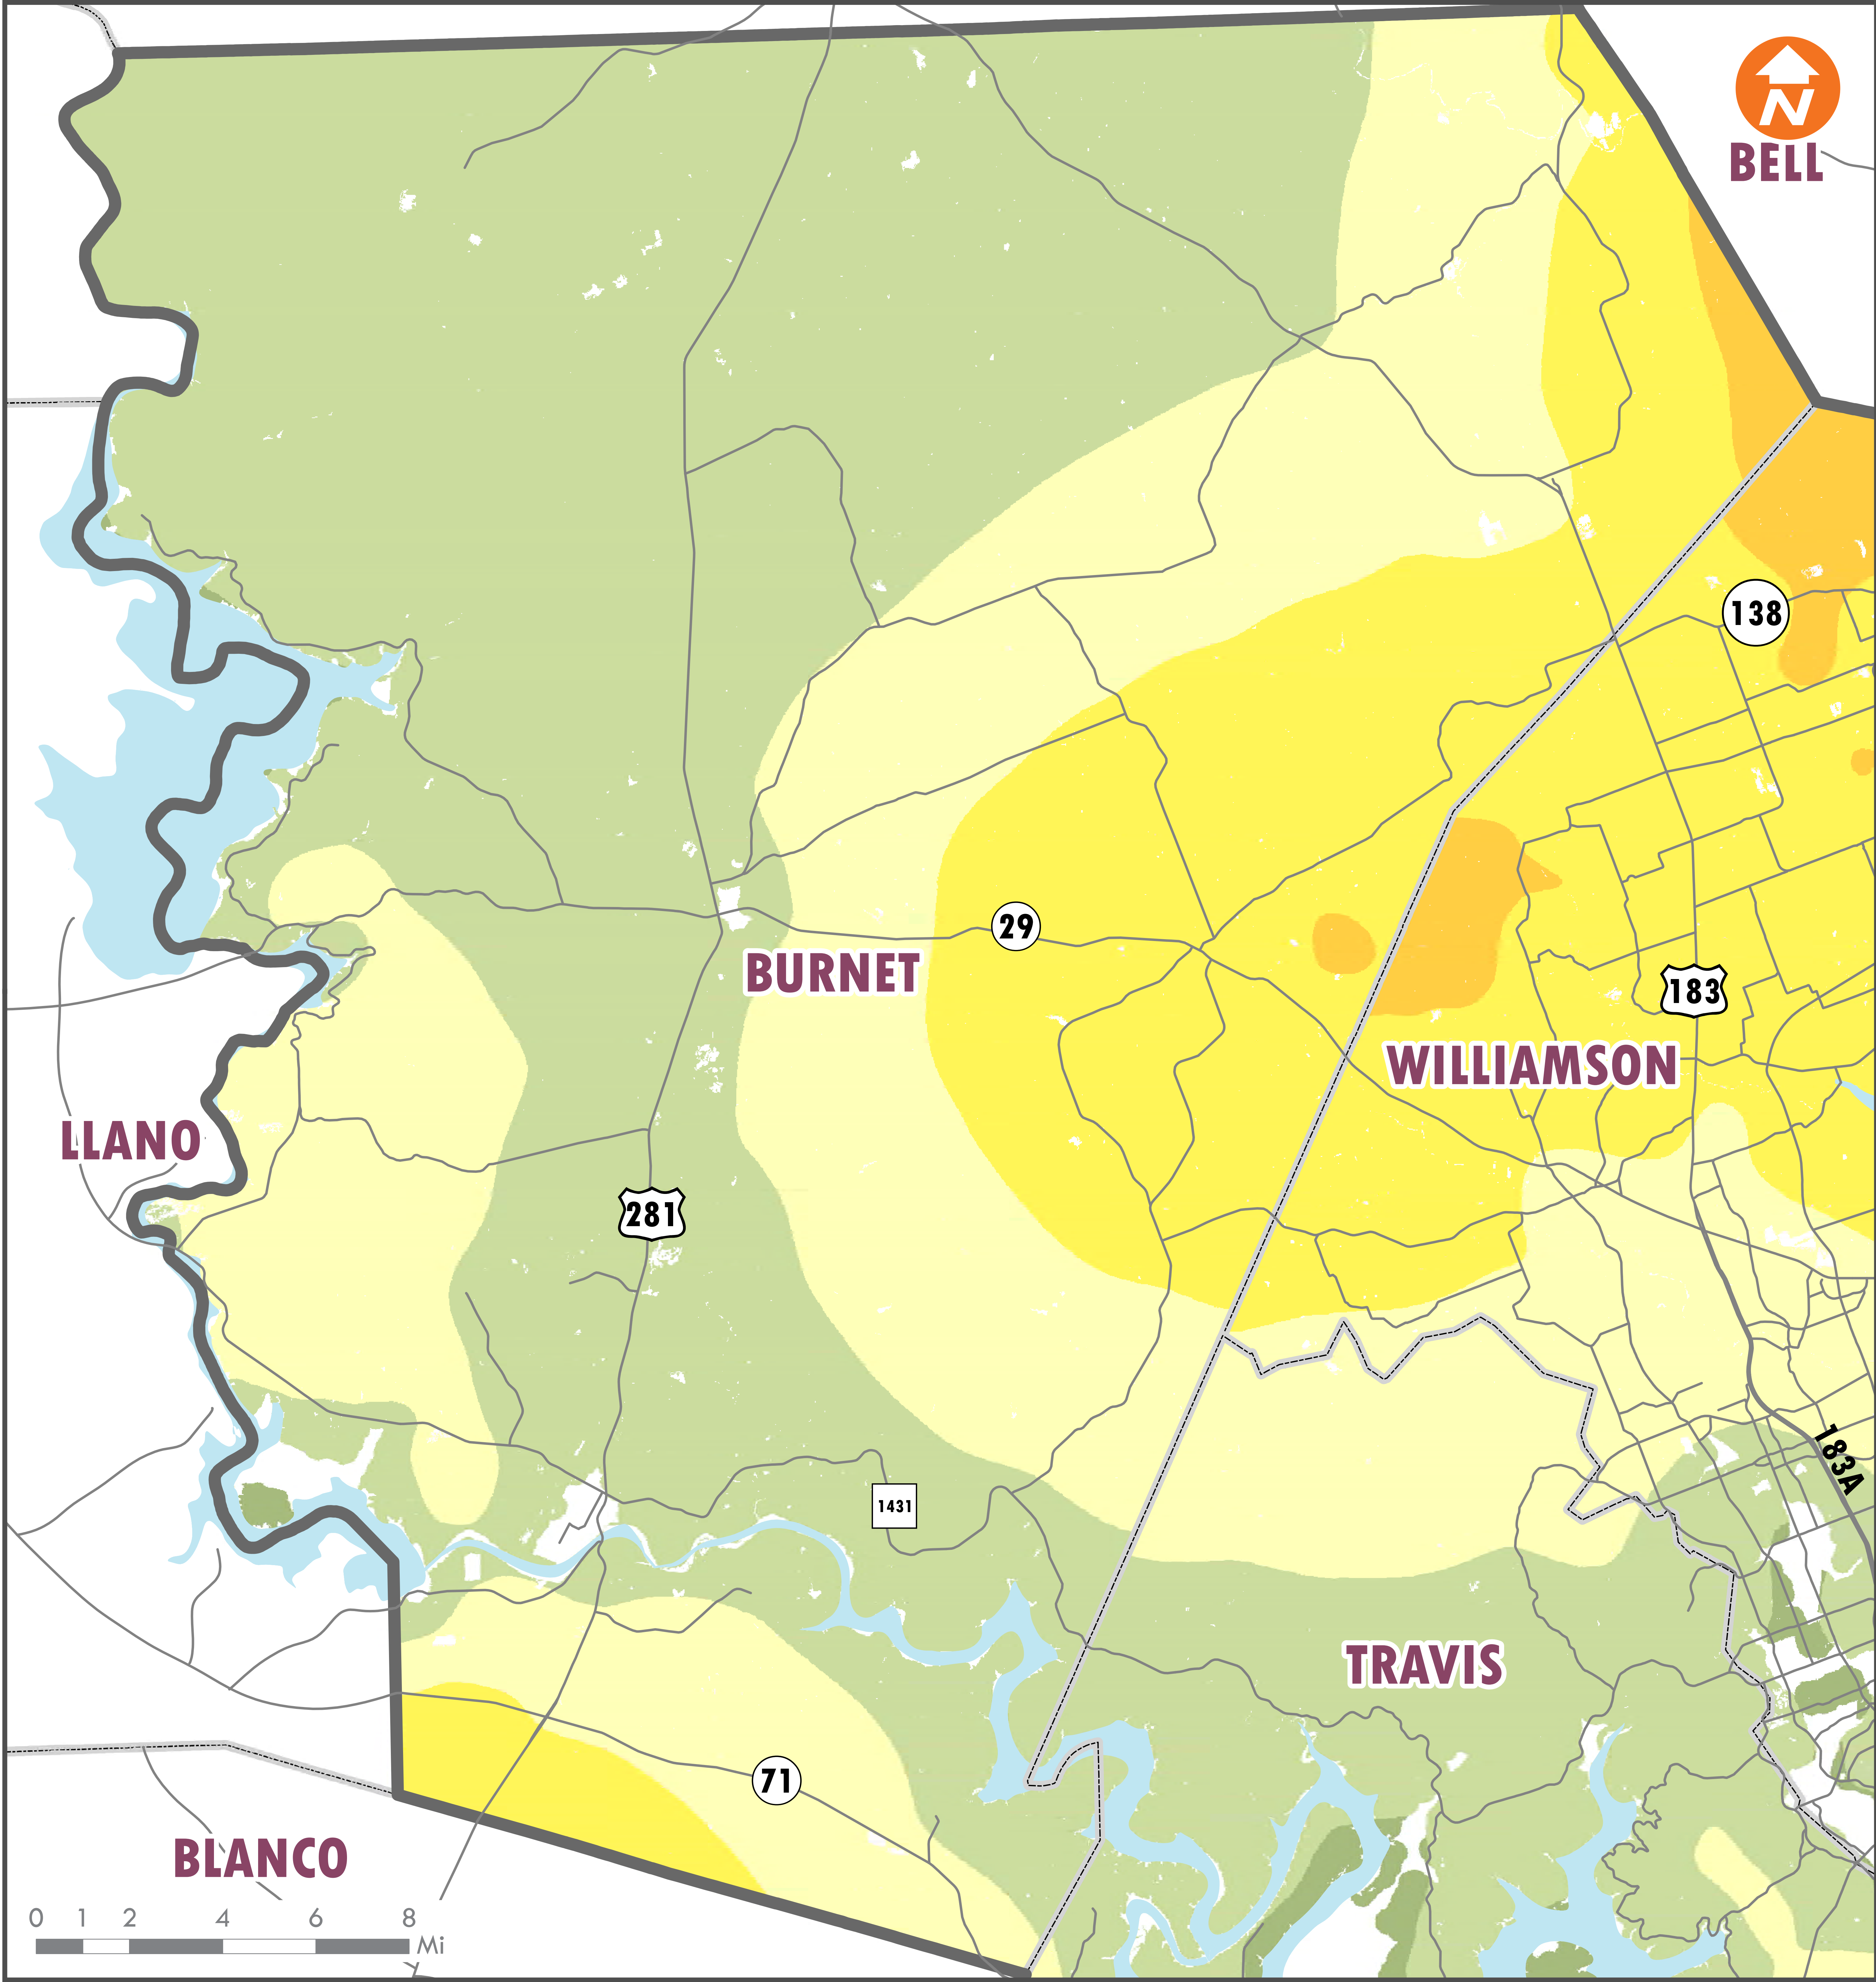 N
BELL
138
29
BURNET
183
WILLIAMSON
LLANO
281
183A
1431
TRAVIS
71
BLANCO
0 1 2 4 6 8
Mi